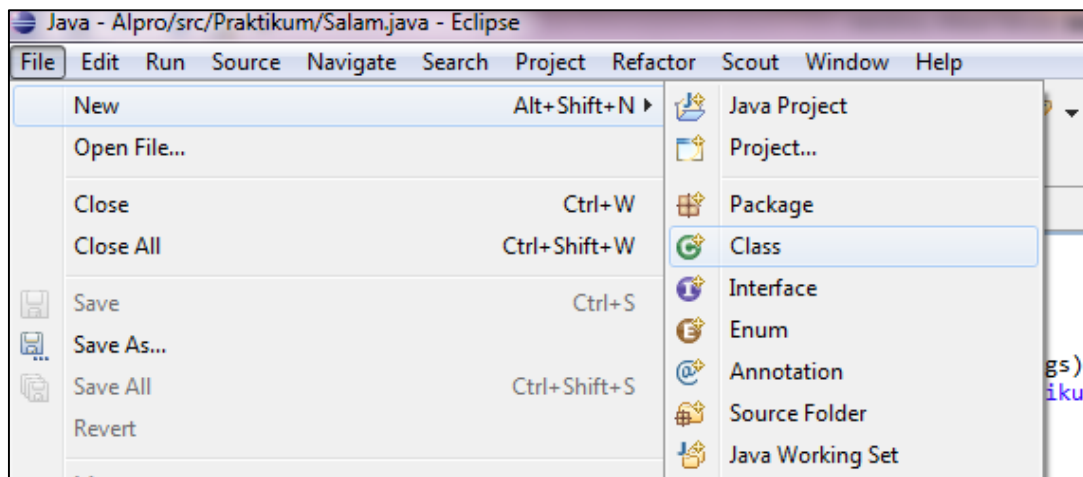 Java - Alpro/src/Praktikum/Salam.java - Eclipse
File Edit Run Source Navigate Search Project Refactor Scout Window Help
New Alt+Shift+N
Open File...
Close Ctrl+W
Close All Ctrl+Shift+W
Save Ctrl+S
Save As...
Save All Ctrl+Shift+S
Revert
Java Project
Project...
Package
Class
Interface
Enum
Annotation
Source Folder
Java Working Set
gs)
iku